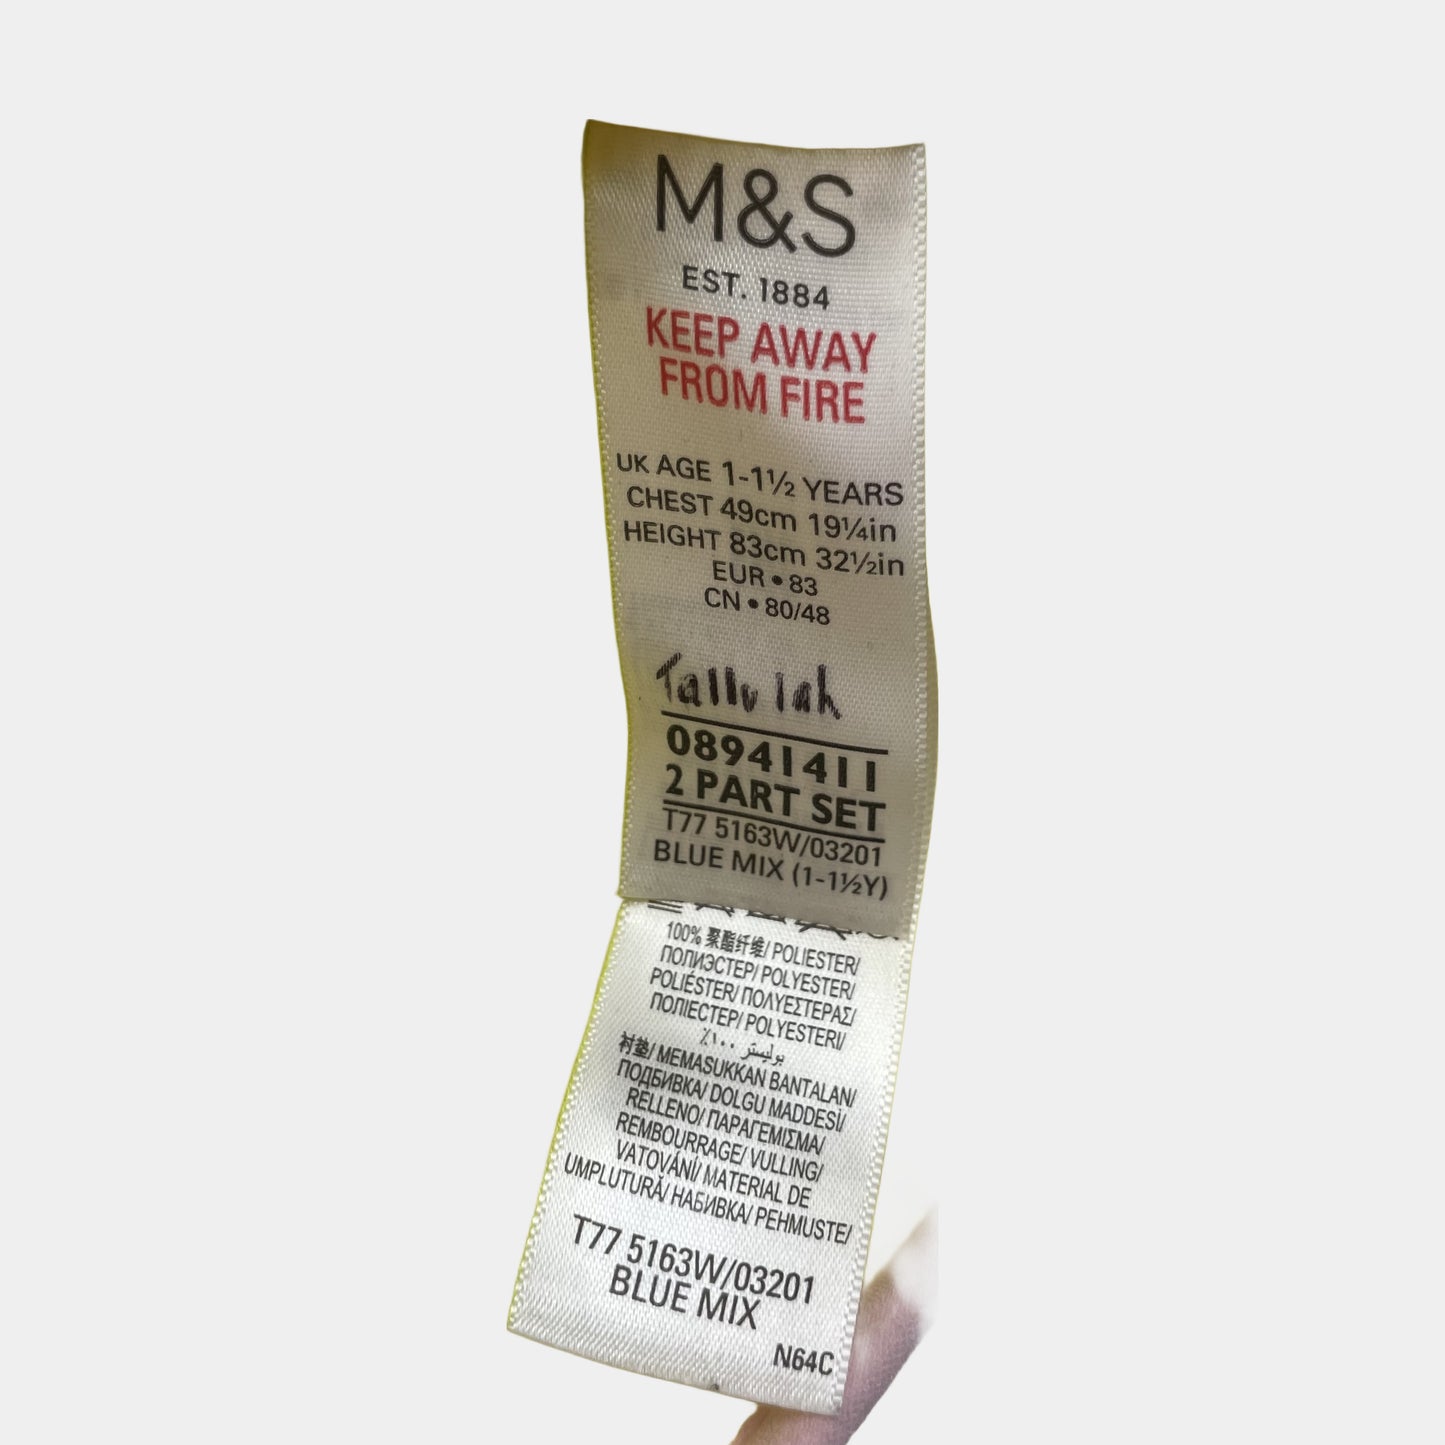 M&S
EST. 1884
KEEP AWAY
FROM FIRE
UK AGE 1-1½ YEARS
CHEST 49cm 19¼in
HEIGHT 83cm 32½in
EUR • 83
CN • 80/48
Tallulah
08941411
2 PART SET
T77 5163W/03201
BLUE MIX (1-1½Y)
100% 聚酯纤维/ POLIESTER/
ПОЛИЭСТЕР/ POLYESTER/
POLIÉSTER/ ΠΟΛΥΕΣΤΕΡΑΣ/
ПОЛІЕСТЕР/ POLYESTERI/
٪١٠٠ بوليستر
衬垫/ MEMASUKKAN BANTALAN/
ПОДБИВКА/ DOLGU MADDESİ/
RELLENO/ ΠΑΡΑΓΕΜΙΣΜΑ/
REMBOURRAGE/ VULLING/
VATOVÁNÍ/ MATERIAL DE
UMPLUTURĂ/ НАБИВКА/ PEHMUSTE/
T77 5163W/03201
BLUE MIX
N64C